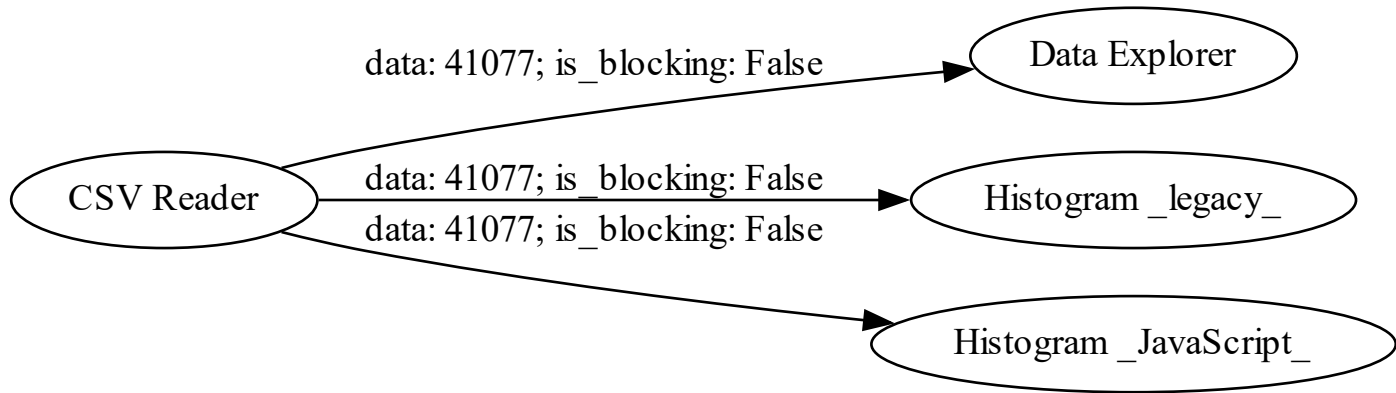 data: 41077; is_blocking: False
Data Explorer
CSV Reader
data: 41077; is_blocking: False
Histogram _legacy_
data: 41077; is_blocking: False
Histogram _JavaScript_